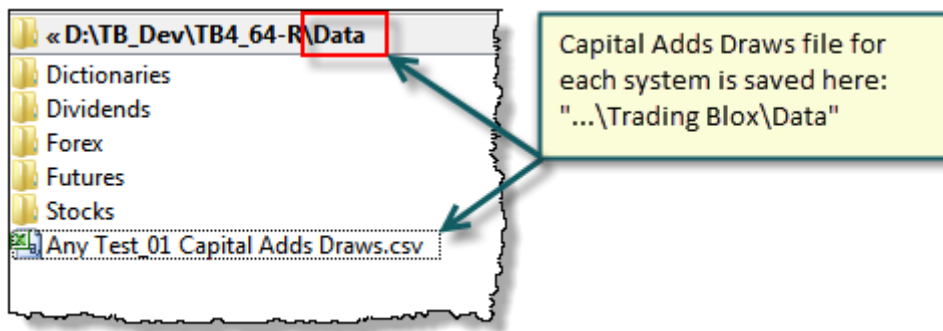 « D:\TB_Dev\TB4_64-R\Data
Dictionaries
Dividends
Forex
Futures
Stocks
Any Test_01 Capital Adds Draws.csv
Capital Adds Draws file for
each system is saved here:
"...\Trading Blox\Data"